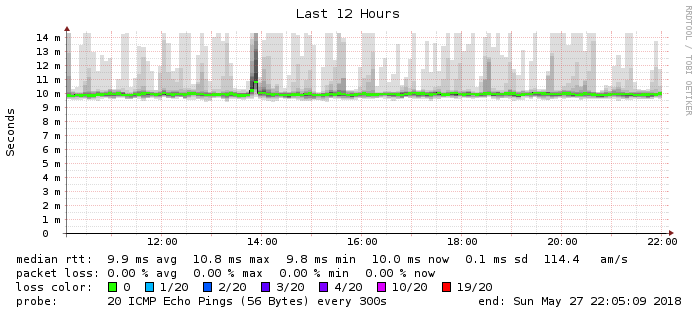 Last 12 Hours
RRDTOOL / TOBI OETIKER
Seconds
14 m
13 m
12 m
11 m
10 m
9 m
8 m
7 m
6 m
5 m
4 m
3 m
2 m
1 m
0
12:00 14:00 16:00 18:00 20:00 22:00
median rtt: 9.9 ms avg 10.8 ms max 9.8 ms min 10.0 ms now 0.1 ms sd 114.4 am/s
packet loss: 0.00 % avg 0.00 % max 0.00 % min 0.00 % now
loss color: 0 1/20 2/20 3/20 4/20 10/20 19/20
probe: 20 ICMP Echo Pings (56 Bytes) every 300s end: Sun May 27 22:05:09 2018